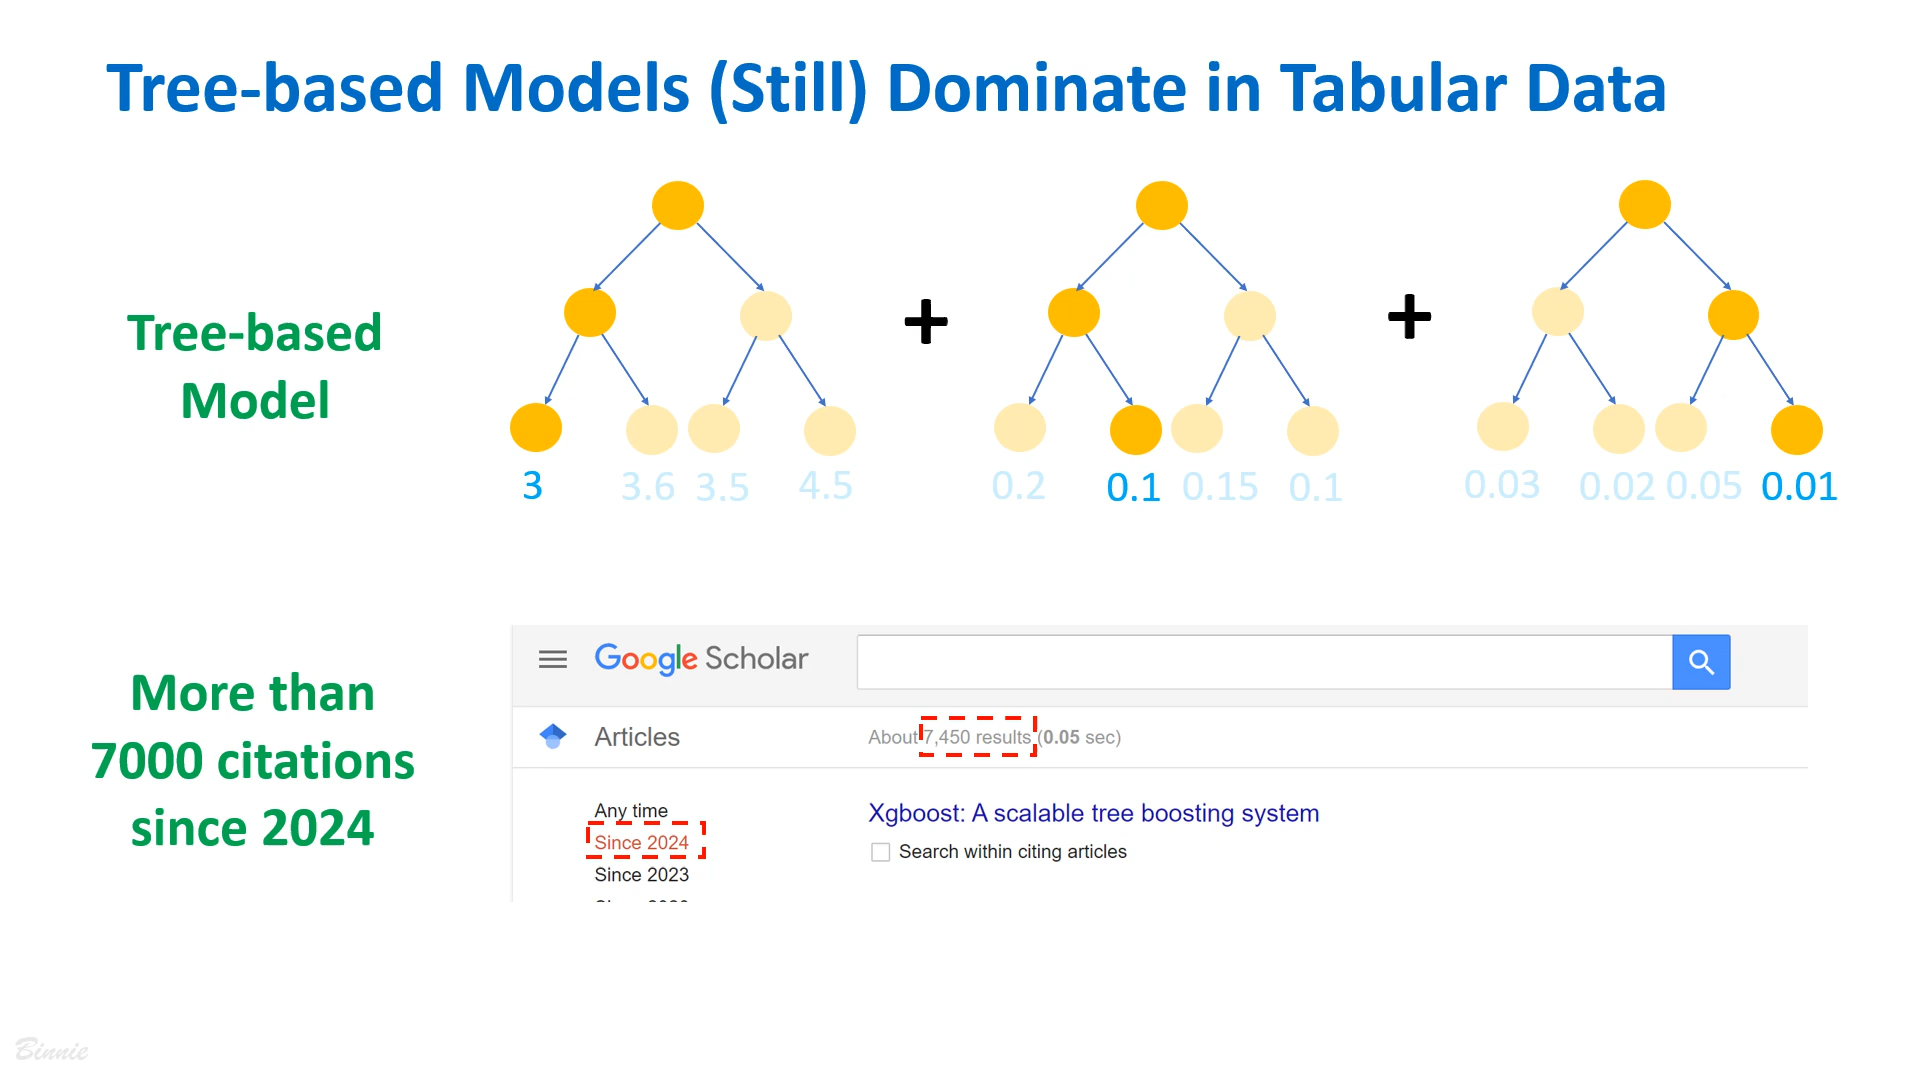 Tree-based Models (Still) Dominate in Tabular Data
Tree-based
Model
+
+
3 3.6 3.5 4.5 0.2 0.1 0.15 0.1 0.03 0.02 0.05 0.01
More than
7000 citations
since 2024
Google Scholar
Articles
About 7,450 results (0.05 sec)
Any time
Since 2024
Since 2023
Xgboost: A scalable tree boosting system
Search within citing articles
Binnie